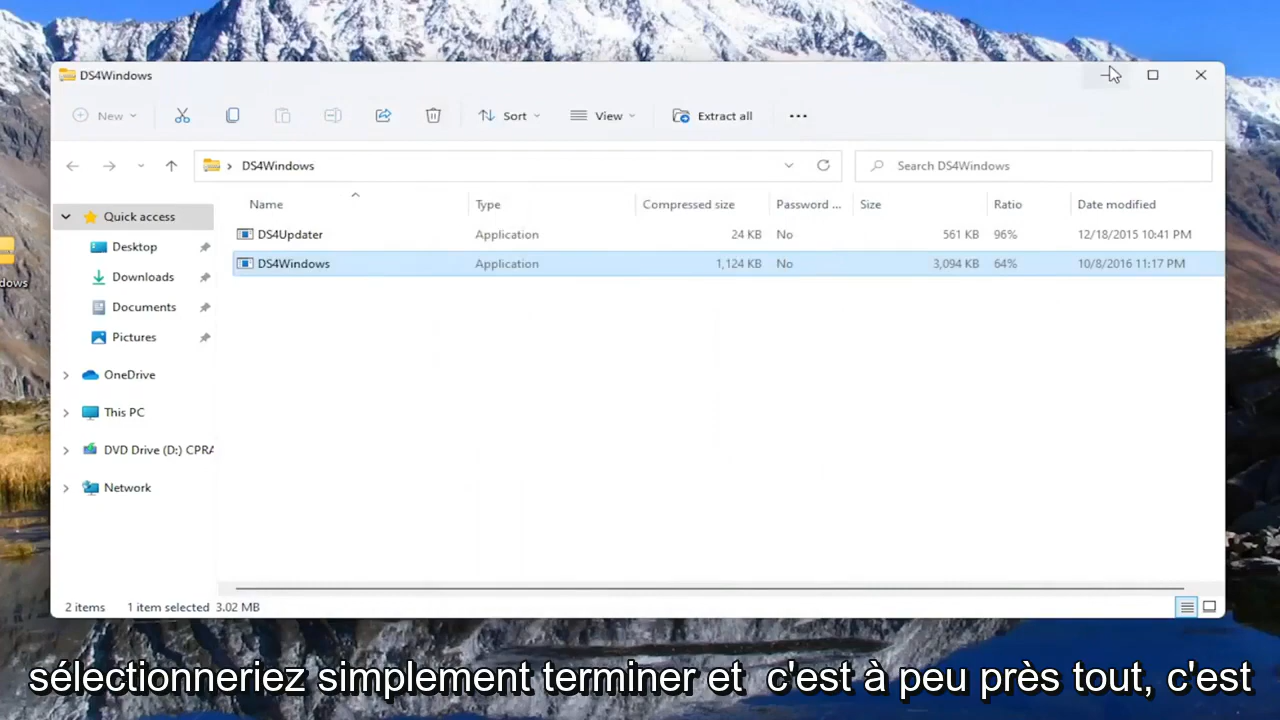 DS4Windows
New
Sort
View
Extract all
DS4Windows
Search DS4Windows
Name Type Compressed size Password ... Size Ratio Date modified
Quick access
DS4Updater Application 24 KB No 561 KB 96% 12/18/2015 10:41 PM
Desktop
DS4Windows Application 1,124 KB No 3,094 KB 64% 10/8/2016 11:17 PM
Downloads
dows
Documents
Pictures
OneDrive
This PC
DVD Drive (D:) CPRA
Network
2 items 1 item selected 3.02 MB
sélectionneriez simplement terminer et c'est à peu près tout, c'est